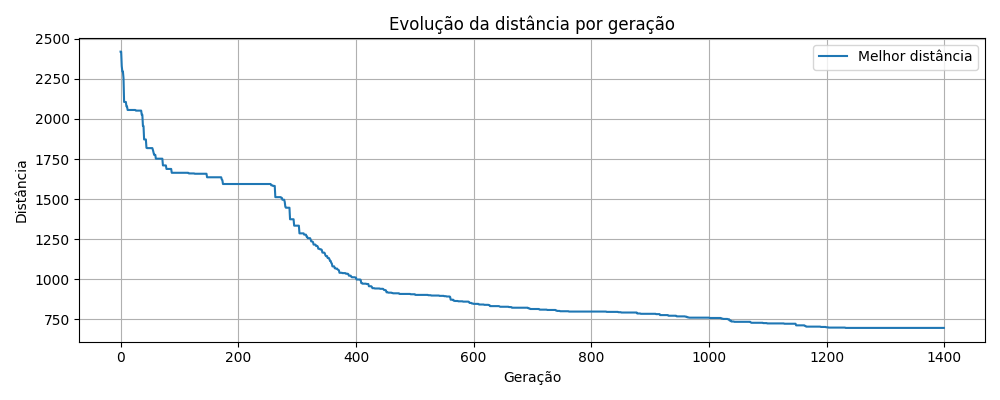 Evolução da distância por geração
Melhor distância
Distância
2500
2250
2000
1750
1500
1250
1000
750
0 200 400 600 800 1000 1200 1400
Geração